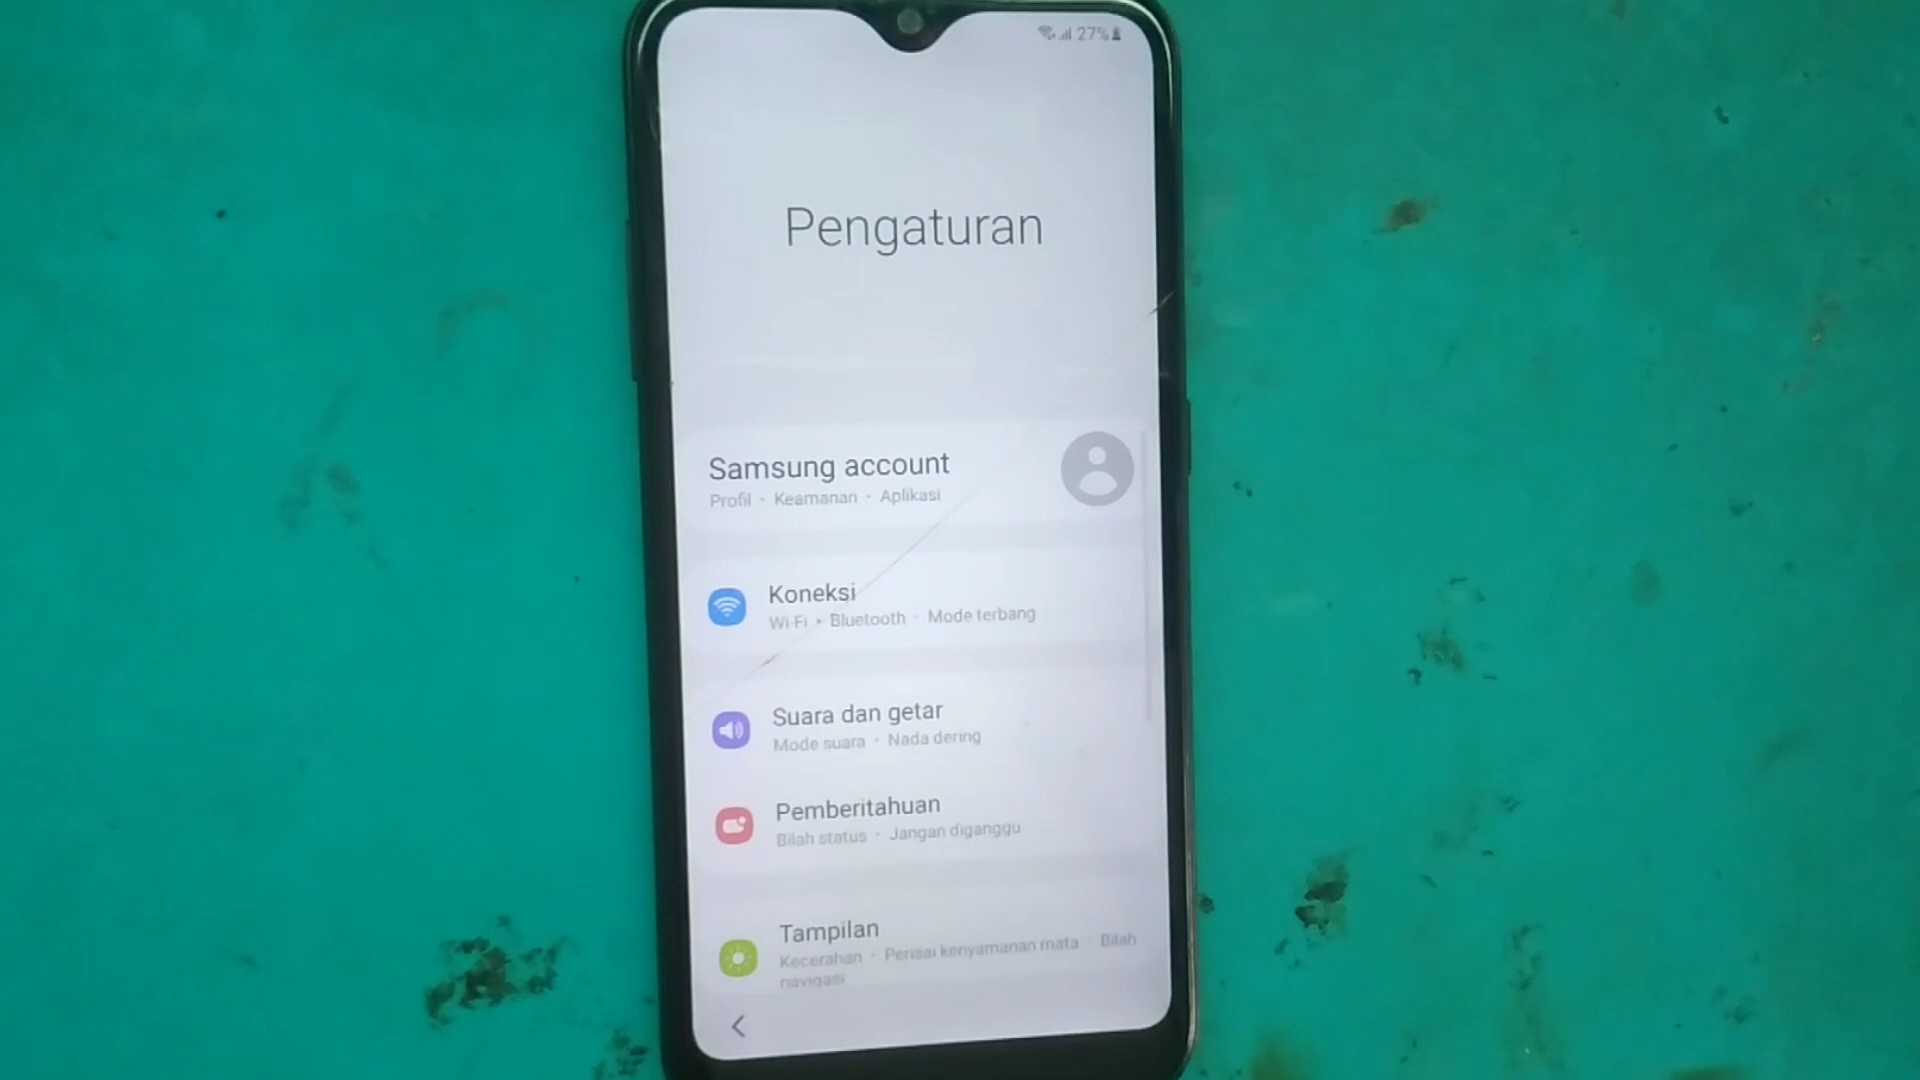 27%
Pengaturan
Samsung account
Profil • Keamanan • Aplikasi
Koneksi
Wi-Fi • Bluetooth • Mode terbang
Suara dan getar
Mode suara • Nada dering
Pemberitahuan
Bilah status • Jangan diganggu
Tampilan
Kecerahan • Perisai kenyamanan mata • Bilah
navigasi